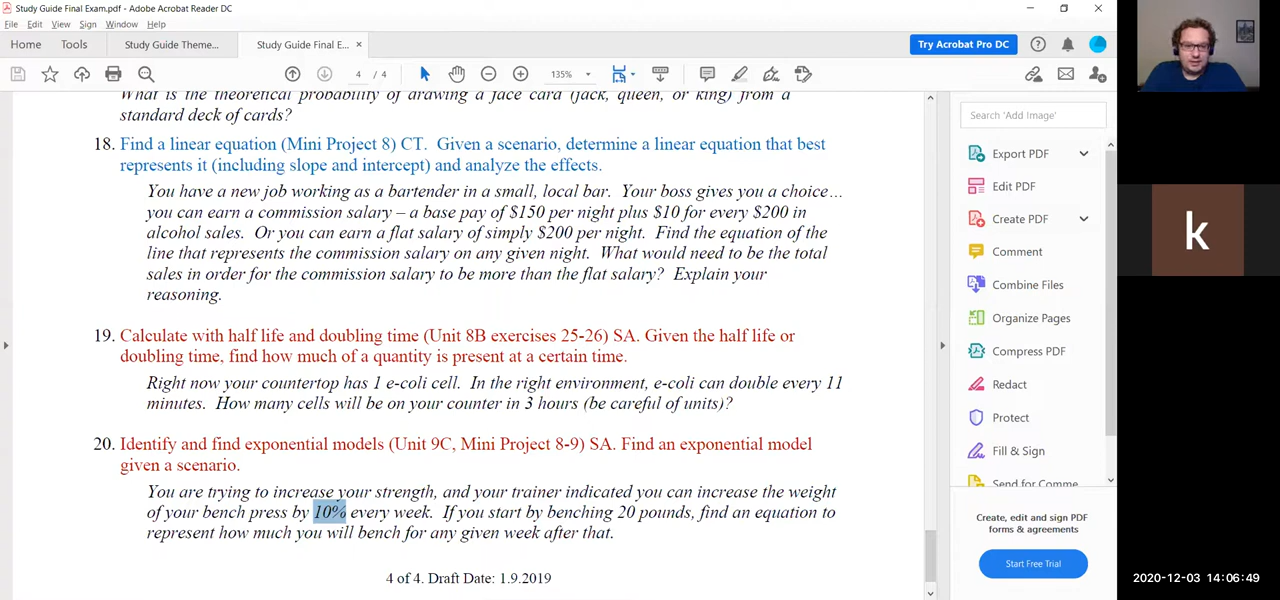 Study Guide Final Exam.pdf - Adobe Acrobat Reader DC
File Edit View Sign Window Help
Home Tools Study Guide Theme... Study Guide Final E... ×
Try Acrobat Pro DC
4 / 4 135%
What is the theoretical probability of drawing a face card (jack, queen, or king) from a
standard deck of cards?
18. Find a linear equation (Mini Project 8) CT. Given a scenario, determine a linear equation that best
represents it (including slope and intercept) and analyze the effects.
You have a new job working as a bartender in a small, local bar. Your boss gives you a choice…
you can earn a commission salary – a base pay of $150 per night plus $10 for every $200 in
alcohol sales. Or you can earn a flat salary of simply $200 per night. Find the equation of the
line that represents the commission salary on any given night. What would need to be the total
sales in order for the commission salary to be more than the flat salary? Explain your
reasoning.
19. Calculate with half life and doubling time (Unit 8B exercises 25-26) SA. Given the half life or
doubling time, find how much of a quantity is present at a certain time.
Right now your countertop has 1 e-coli cell. In the right environment, e-coli can double every 11
minutes. How many cells will be on your counter in 3 hours (be careful of units)?
20. Identify and find exponential models (Unit 9C, Mini Project 8-9) SA. Find an exponential model
given a scenario.
You are trying to increase your strength, and your trainer indicated you can increase the weight
of your bench press by 10% every week. If you start by benching 20 pounds, find an equation to
represent how much you will bench for any given week after that.
4 of 4. Draft Date: 1.9.2019
Search 'Add Image'
Export PDF
Edit PDF
Create PDF
Comment
Combine Files
Organize Pages
Compress PDF
Redact
Protect
Fill & Sign
Send for Comme
Create, edit and sign PDF
forms & agreements
Start Free Trial
k
2020-12-03 14:06:49